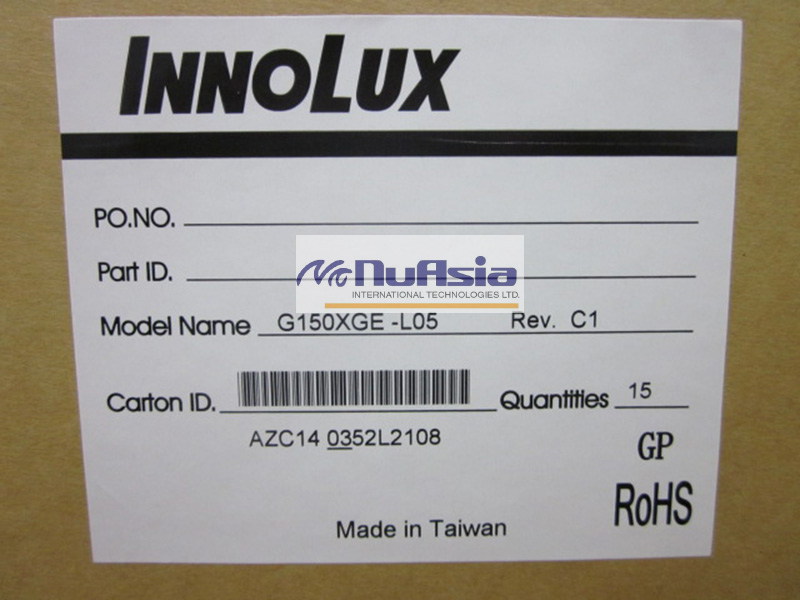 INNOLUX
PO.NO.
NuAsia
INTERNATIONAL TECHNOLOGIES LTD.
Part ID.
Model Name G150XGE -L05 Rev. C1
Carton ID. Quantities 15
AZC14 0352L2108
GP
RoHS
Made in Taiwan